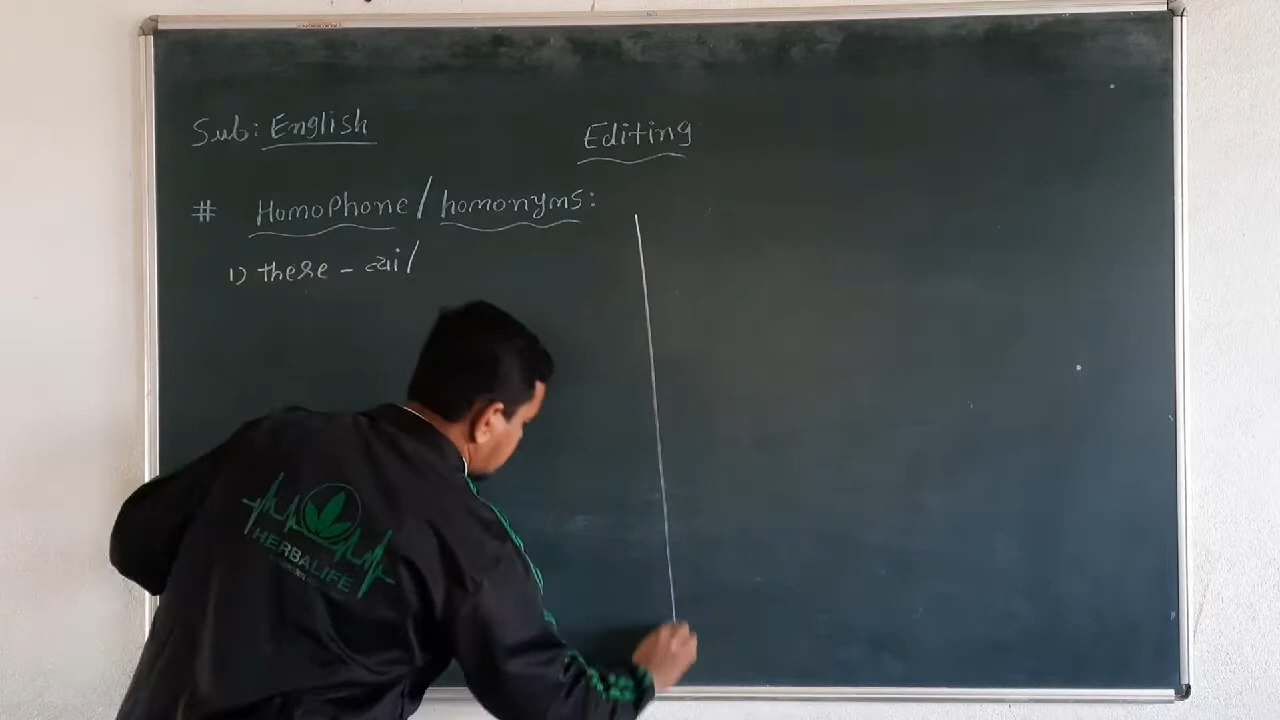 Sub: English
Editing
# Homophone / homonyms:
1) there -
HERBALIFE